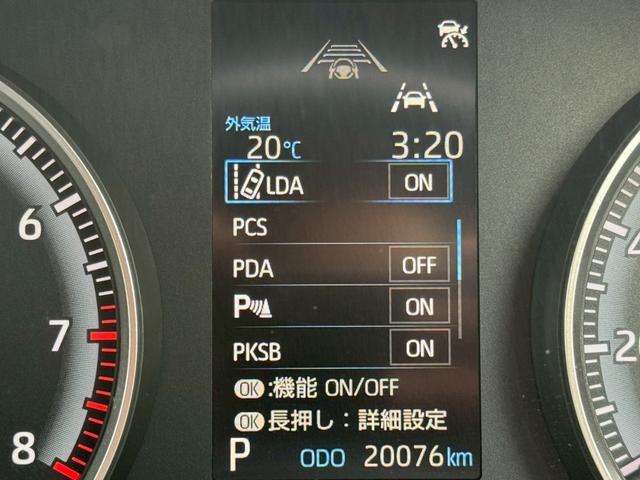 外気温
20℃ 3:20
LDA ON
PCS
PDA OFF
P ON
PKSB ON
OK:機能 ON/OFF
OK長押し：詳細設定
P ODO 20076km
6
7
8
20